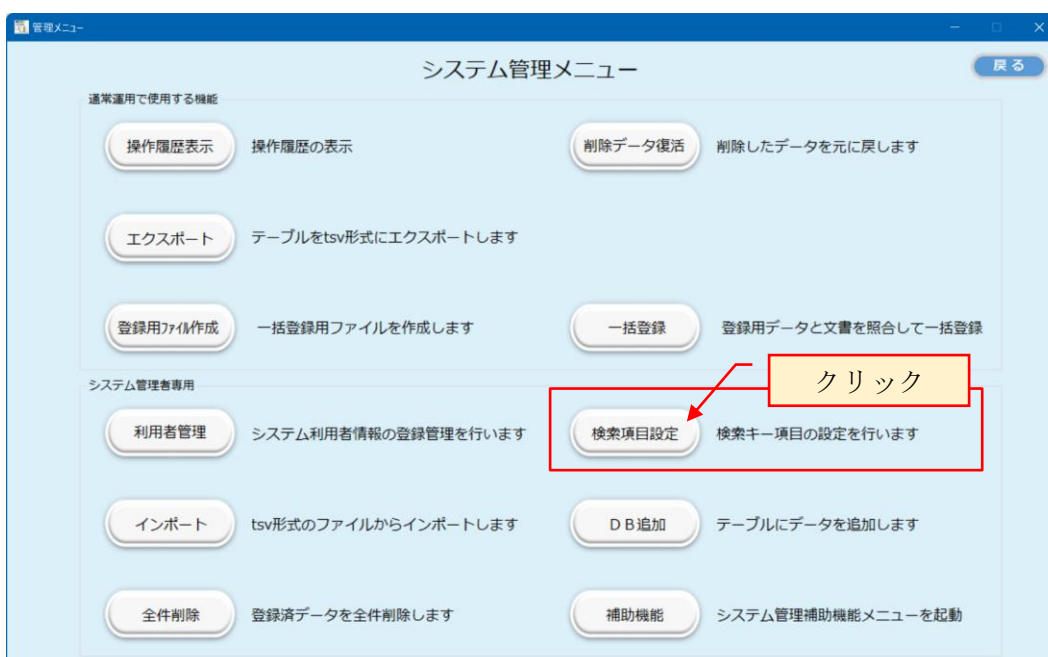 管理メニュー
システム管理メニュー
戻る
通常運用で使用する機能
操作履歴表示 操作履歴の表示
削除データ復活 削除したデータを元に戻します
エクスポート テーブルをtsv形式にエクスポートします
登録用ﾌｧｲﾙ作成 一括登録用ファイルを作成します
一括登録 登録用データと文書を照合して一括登録
クリック
システム管理者専用
利用者管理 システム利用者情報の登録管理を行います
検索項目設定 検索キー項目の設定を行います
インポート tsv形式のファイルからインポートします
ＤＢ追加 テーブルにデータを追加します
全件削除 登録済データを全件削除します
補助機能 システム管理補助機能メニューを起動